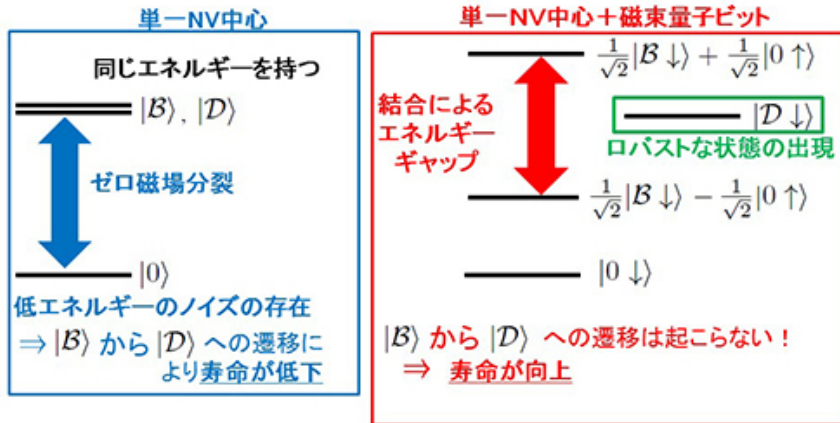 単一NV中心
同じエネルギーを持つ
|B⟩, |D⟩
ゼロ磁場分裂
|0⟩
低エネルギーのノイズの存在
⇒ |B⟩ から |D⟩ への遷移に
より寿命が低下
単一NV中心+磁束量子ビット
1/√2|B↓⟩ + 1/√2|0↑⟩
結合による
エネルギー
ギャップ
|D↓⟩
ロバストな状態の出現
1/√2|B↓⟩ − 1/√2|0↑⟩
|0↓⟩
|B⟩ から |D⟩ への遷移は起こらない!
⇒ 寿命が向上